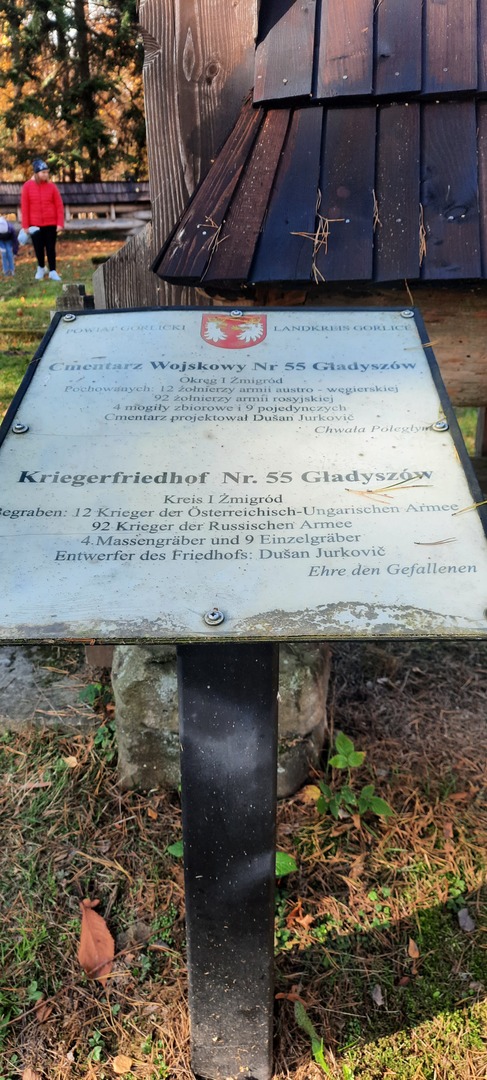 POWIAT GORLICKI LANDKREIS GORLICE
Cmentarz Wojskowy Nr 55 Gładyszów
Okręg I Żmigród
Pochowanych: 12 żołnierzy armii austro - węgierskiej
92 żołnierzy armii rosyjskiej
4 mogiły zbiorowe i 9 pojedynczych
Cmentarz projektował Dušan Jurkovič
Chwała Poległym
Kriegerfriedhof Nr. 55 Gładyszów
Kreis I Żmigród
Begraben: 12 Krieger der Österreichisch-Ungarischen Armee
92 Krieger der Russischen Armee
4.Massengräber und 9 Einzelgräber
Entwerfer des Friedhofs: Dušan Jurkovič
Ehre den Gefallenen